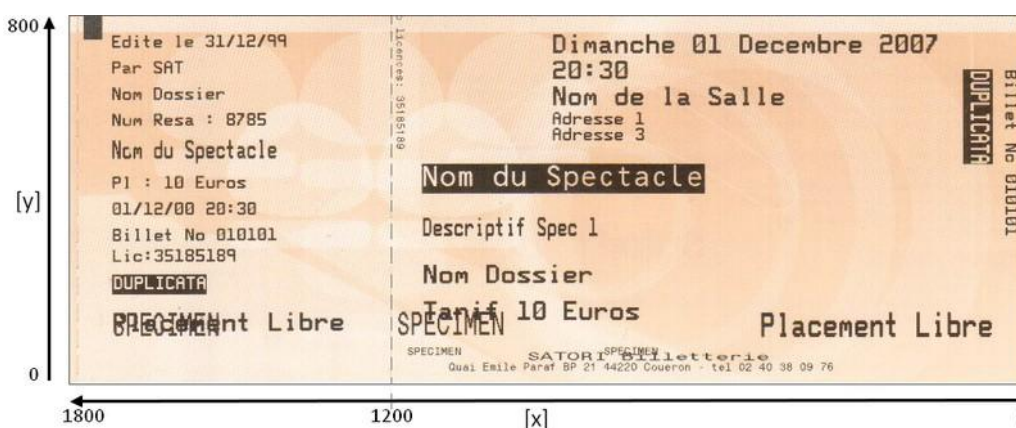 800
Edite le 31/12/99
Par SAT
Nom Dossier
Num Resa : 8785
Nom du Spectacle
Pl : 10 Euros
01/12/00 20:30
Billet No 010101
Lic:35185189
DUPLICATA
SPECIMEN
Placement Libre
licences: 35185189
Dimanche 01 Decembre 2007
20:30
Nom de la Salle
Adresse 1
Adresse 3
Nom du Spectacle
Descriptif Spec 1
Nom Dossier
Tarif 10 Euros
SPECIMEN
Placement Libre
SPECIMEN
SPECIMEN
SATORI Billetterie
Quai Emile Paraf BP 21 44220 Coueron - tel 02 40 38 09 76
DUPLICATA
Billet No 010101
[y]
0
1800
1200
[x]